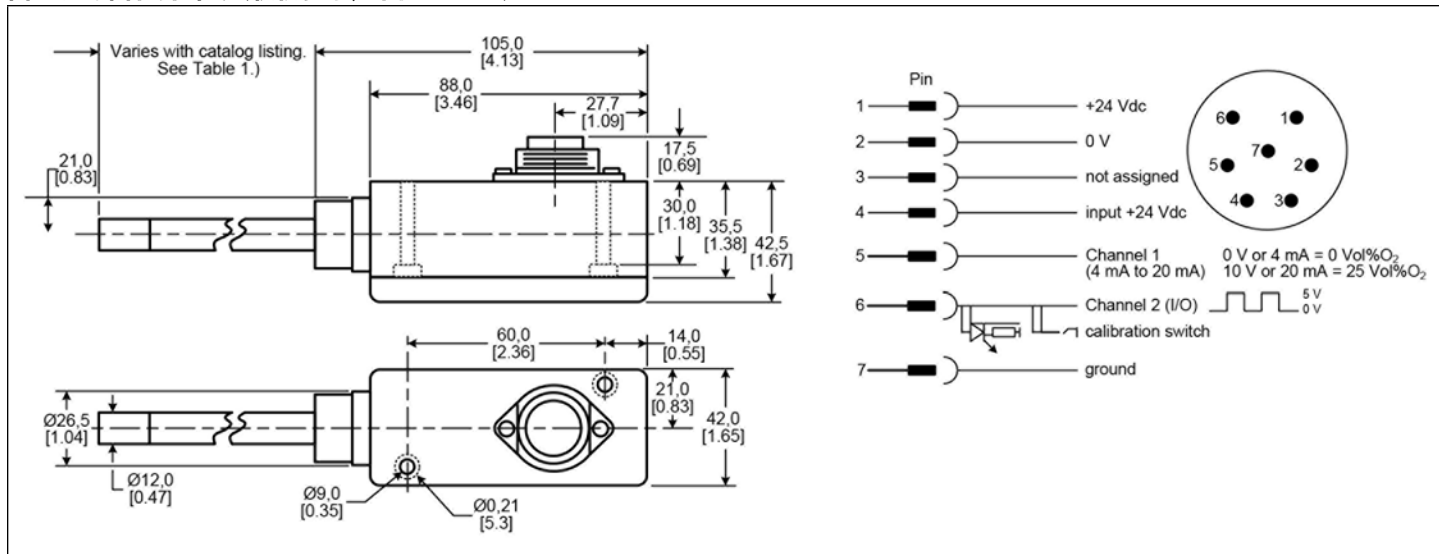 Varies with catalog listing.
See Table 1.)
105,0
[4.13]
88,0
[3.46]
27,7
[1.09]
17,5
[0.69]
21,0
[0.83]
30,0
[1.18]
35,5
[1.38]
42,5
[1.67]
60,0
[2.36]
14,0
[0.55]
21,0
[0.83]
42,0
[1.65]
Ø26,5
[1.04]
Ø12,0
[0.47]
Ø9,0
[0.35]
Ø0,21
[5.3]
Pin
1 +24 Vdc
2 0 V
3 not assigned
4 input +24 Vdc
5 Channel 1 0 V or 4 mA = 0 Vol%O₂
(4 mA to 20 mA) 10 V or 20 mA = 25 Vol%O₂
6 Channel 2 (I/O) 5 V
0 V
calibration switch
7 ground
6 1
7
5 2
4 3